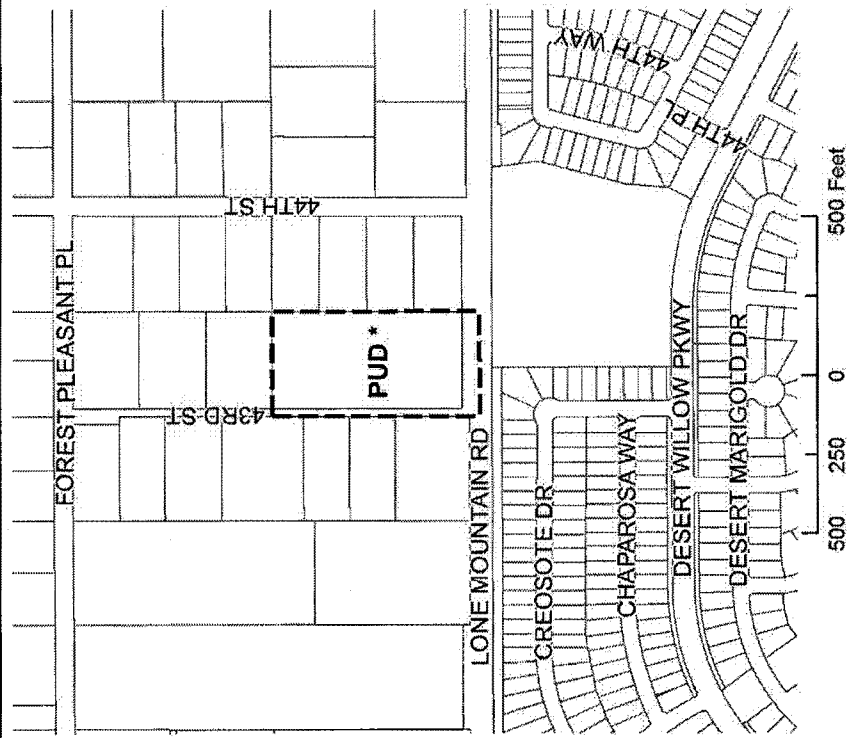 FOREST PLEASANT PL
44TH ST
43RD ST
PUD *
LONE MOUNTAIN RD
44TH WAY
44TH PL
CREOSOTE DR
CHAPAROSA WAY
DESERT WILLOW PKWY
DESERT MARIGOLD DR
500 250 0 500 Feet